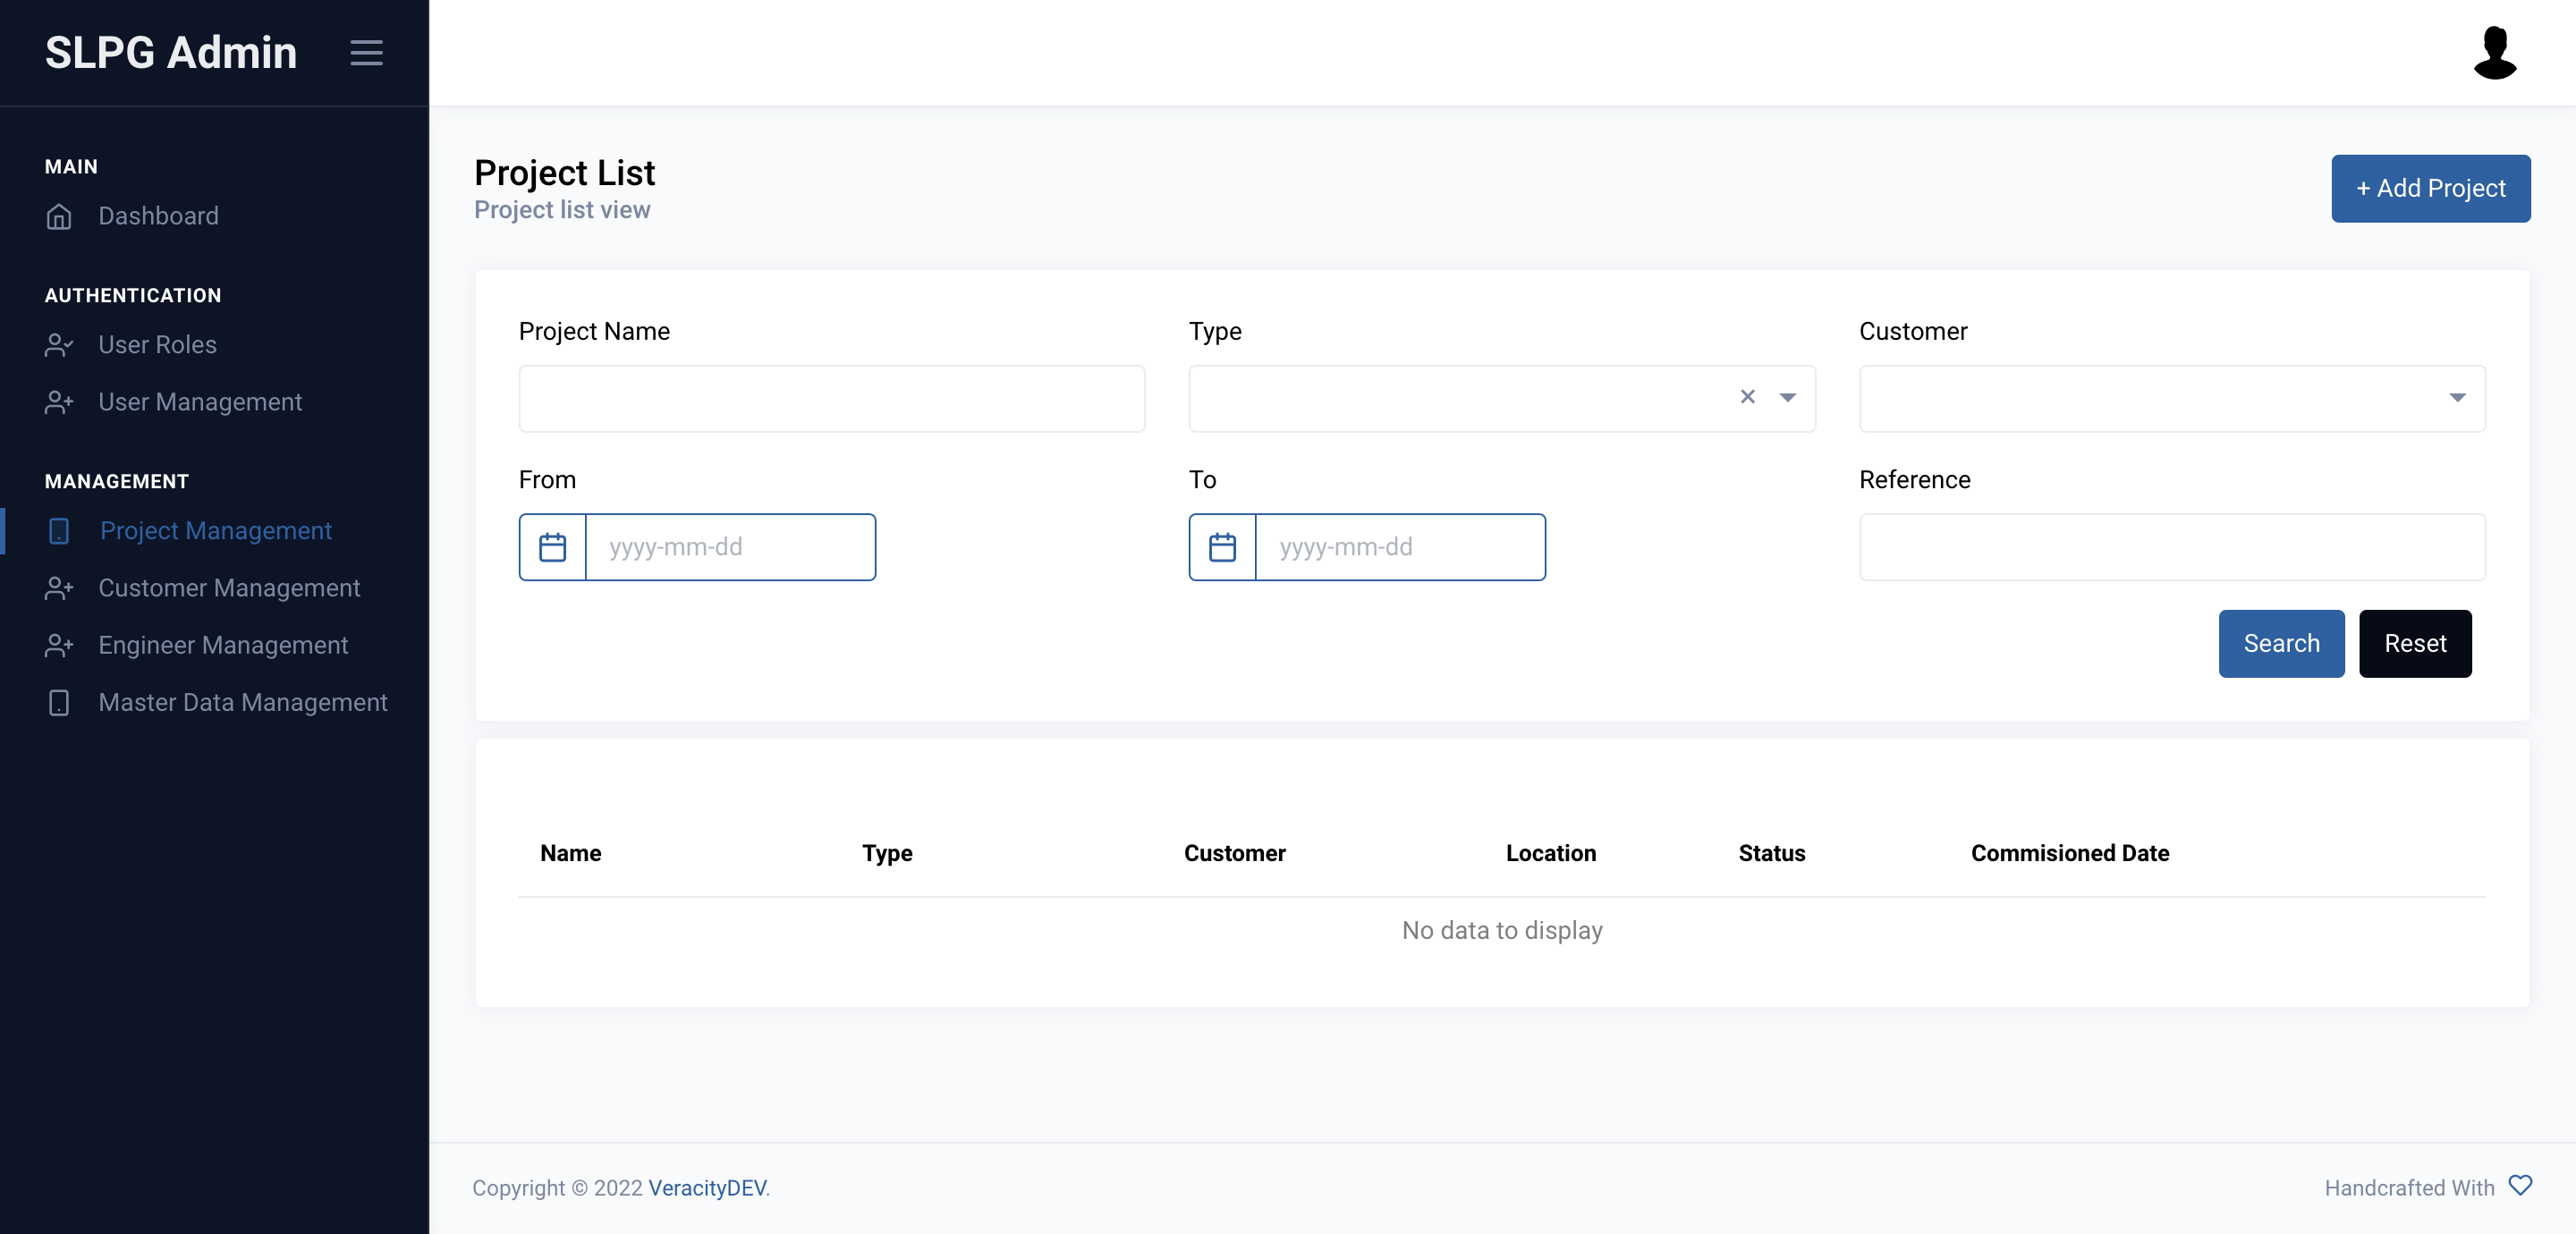 SLPG Admin
MAIN
Dashboard
AUTHENTICATION
User Roles
User Management
MANAGEMENT
Project Management
Customer Management
Engineer Management
Master Data Management
Project List
Project list view
+ Add Project
Project Name
Type
Customer
From
To
Reference
yyyy-mm-dd
yyyy-mm-dd
Search
Reset
Name Type Customer Location Status Commisioned Date
No data to display
Copyright © 2022 VeracityDEV.
Handcrafted With